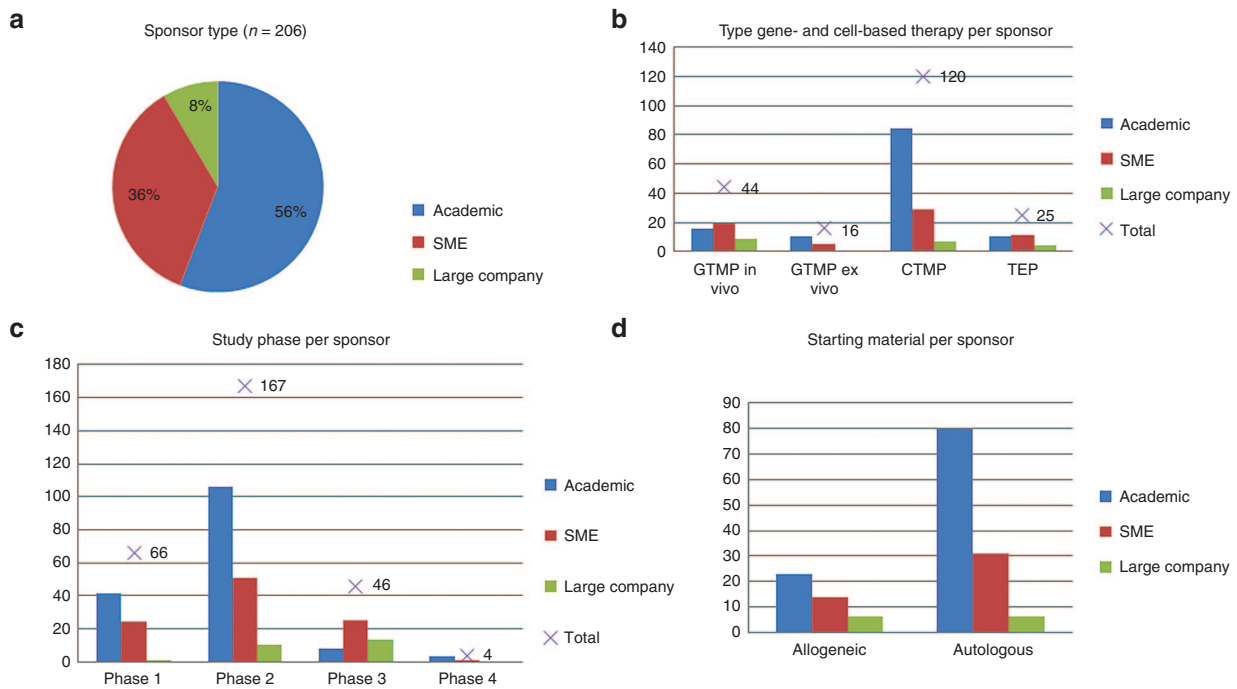 a
Sponsor type (n = 206)
8%
36%
56%
Academic
SME
Large company
b
Type gene- and cell-based therapy per sponsor
140
120
100
80
60
40
20
0
44
16
120
25
GTMP in
vivo
GTMP ex
vivo
CTMP
TEP
Academic
SME
Large company
Total
c
Study phase per sponsor
180
160
140
120
100
80
60
40
20
0
66
167
46
4
Phase 1
Phase 2
Phase 3
Phase 4
Academic
SME
Large company
Total
d
Starting material per sponsor
90
80
70
60
50
40
30
20
10
0
Allogeneic
Autologous
Academic
SME
Large company